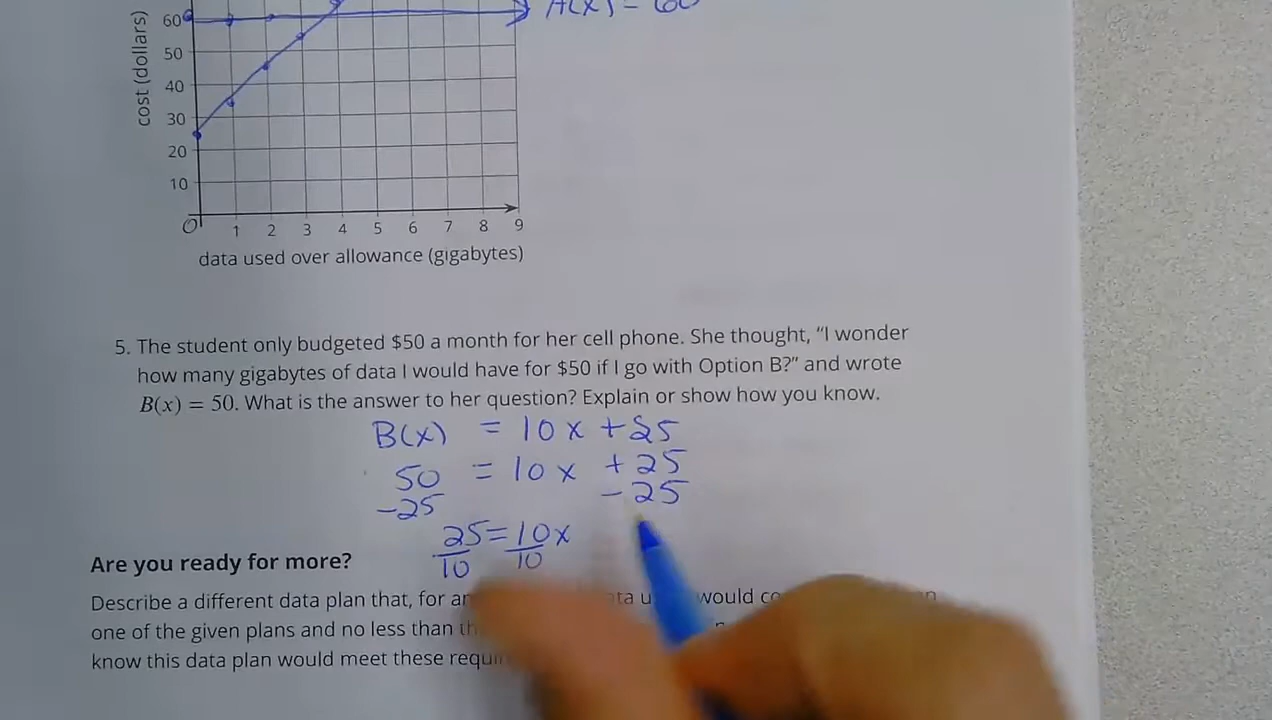 A(x) = 60
cost (dollars)
60
50
40
30
20
10
O 1 2 3 4 5 6 7 8 9
data used over allowance (gigabytes)
5. The student only budgeted $50 a month for her cell phone. She thought, “I wonder
how many gigabytes of data I would have for $50 if I go with Option B?” and wrote
B(x) = 50. What is the answer to her question? Explain or show how you know.
B(x) = 10x + 25
50 = 10x + 25
-25 -25
25 = 10x
10 10
Are you ready for more?
Describe a different data plan that, for would
one of the given plans and no less than
know this data plan would meet these